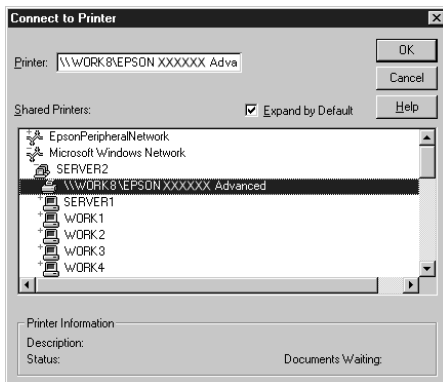 Connect to Printer
Printer: \\WORK8\EPSON XXXXXX Adva
OK
Cancel
Help
Shared Printers:
Expand by Default
EpsonPeripheralNetwork
Microsoft Windows Network
SERVER2
\\WORK8\EPSON XXXXXX Advanced
SERVER1
WORK1
WORK2
WORK3
WORK4
Printer Information
Description:
Status:
Documents Waiting: